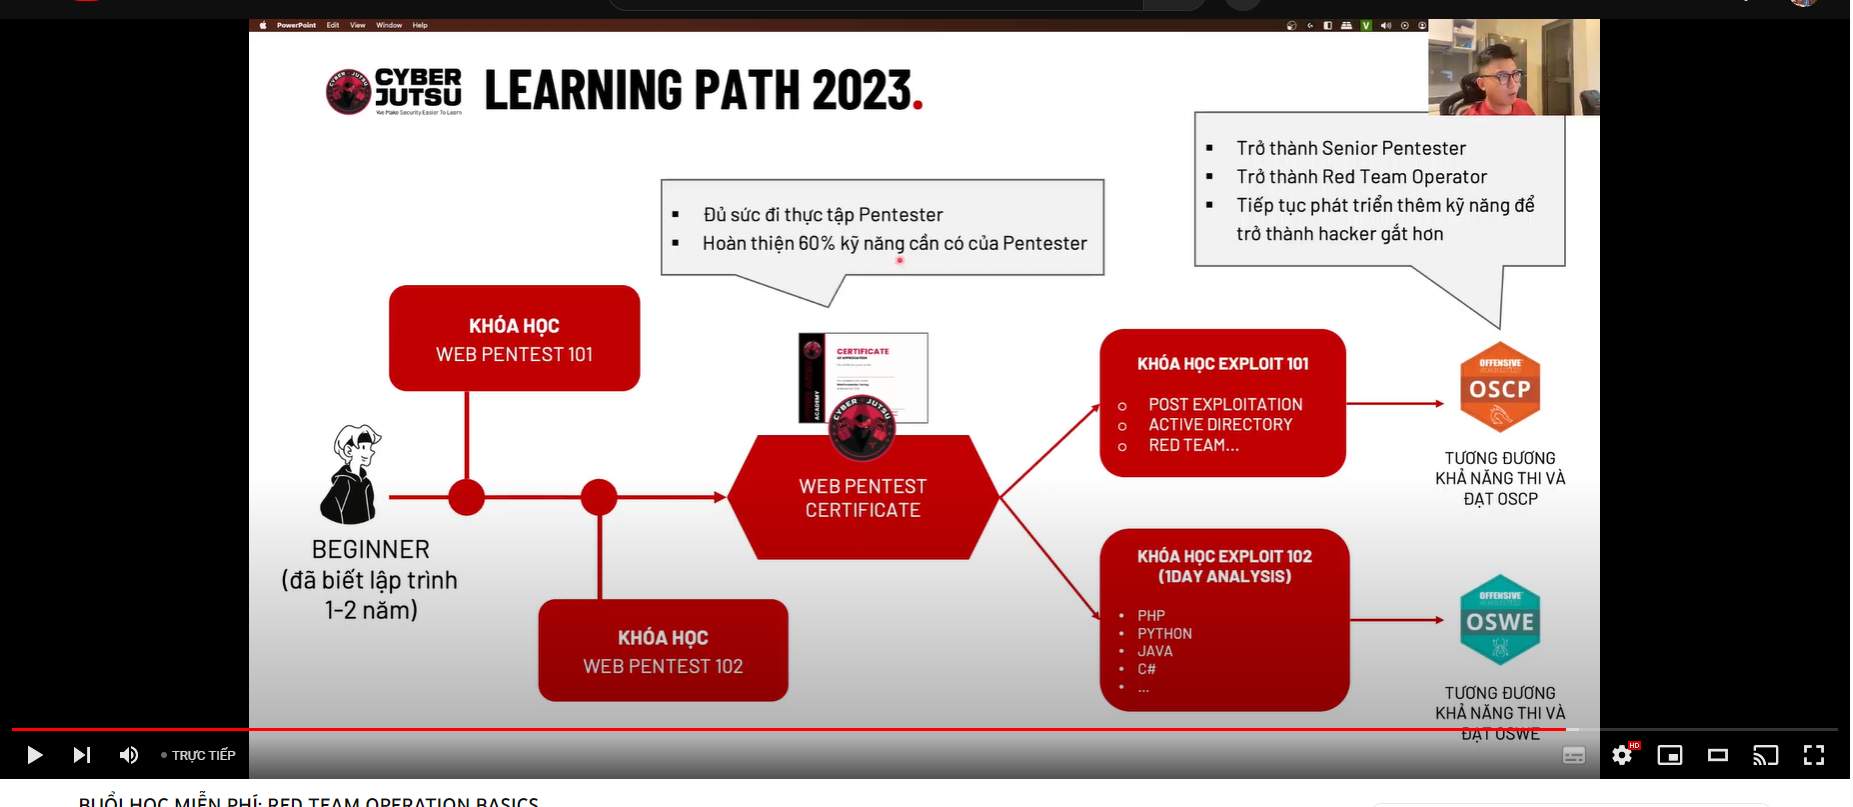 PowerPoint Edit View Window Help
CYBER
JUTSU
We Make Security Easier To Learn
LEARNING PATH 2023.
▪ Trở thành Senior Pentester
▪ Trở thành Red Team Operator
▪ Tiếp tục phát triển thêm kỹ năng để
trở thành hacker gắt hơn
▪ Đủ sức đi thực tập Pentester
▪ Hoàn thiện 60% kỹ năng cần có của Pentester
KHÓA HỌC
WEB PENTEST 101
CERTIFICATE
OF APPRECIATION
ACADEMY
CYBER JUTSU
WEB PENTEST
CERTIFICATE
BEGINNER
(đã biết lập trình
1-2 năm)
KHÓA HỌC
WEB PENTEST 102
KHÓA HỌC EXPLOIT 101
o POST EXPLOITATION
o ACTIVE DIRECTORY
o RED TEAM...
OFFENSIVE
OSCP
TƯƠNG ĐƯƠNG
KHẢ NĂNG THI VÀ
ĐẠT OSCP
KHÓA HỌC EXPLOIT 102
(1DAY ANALYSIS)
• PHP
• PYTHON
• JAVA
• C#
• ...
OFFENSIVE
OSWE
TƯƠNG ĐƯƠNG
KHẢ NĂNG THI VÀ
ĐẠT OSWE
• TRỰC TIẾP
HD
BUỔI HỌC MIỄN PHÍ: RED TEAM OPERATION BASICS